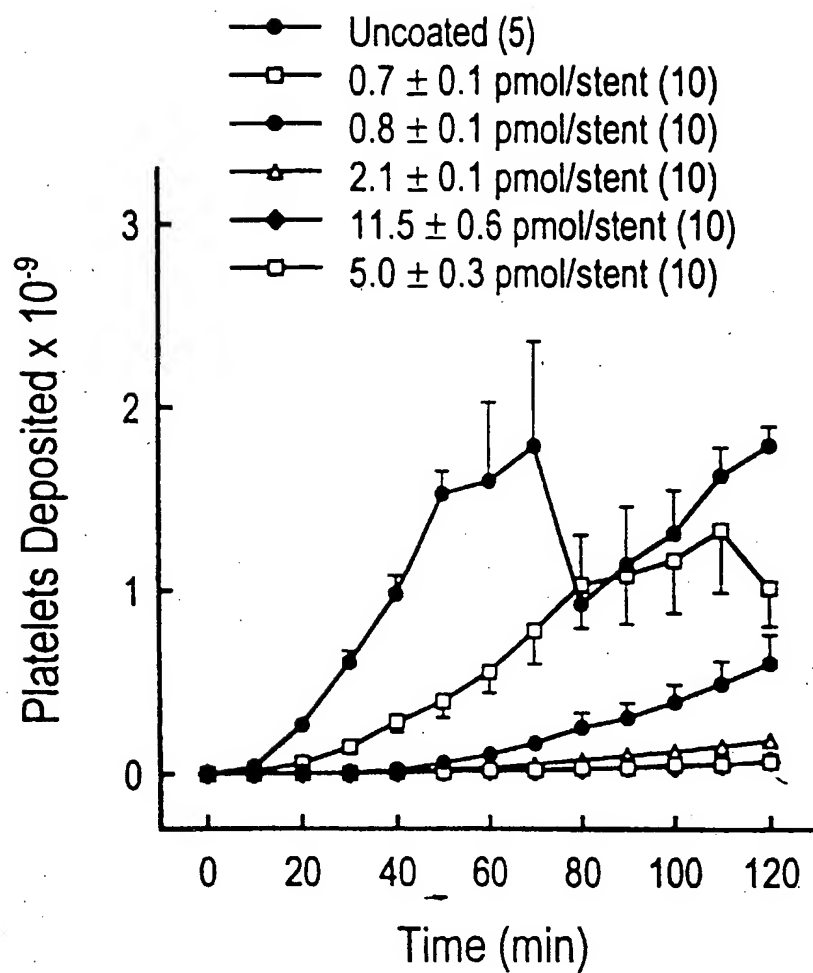 Uncoated (5)
0.7 ± 0.1 pmol/stent (10)
0.8 ± 0.1 pmol/stent (10)
2.1 ± 0.1 pmol/stent (10)
11.5 ± 0.6 pmol/stent (10)
5.0 ± 0.3 pmol/stent (10)
Platelets Deposited x 10⁻⁹
3
2
1
0
0 20 40 60 80 100 120
Time (min)